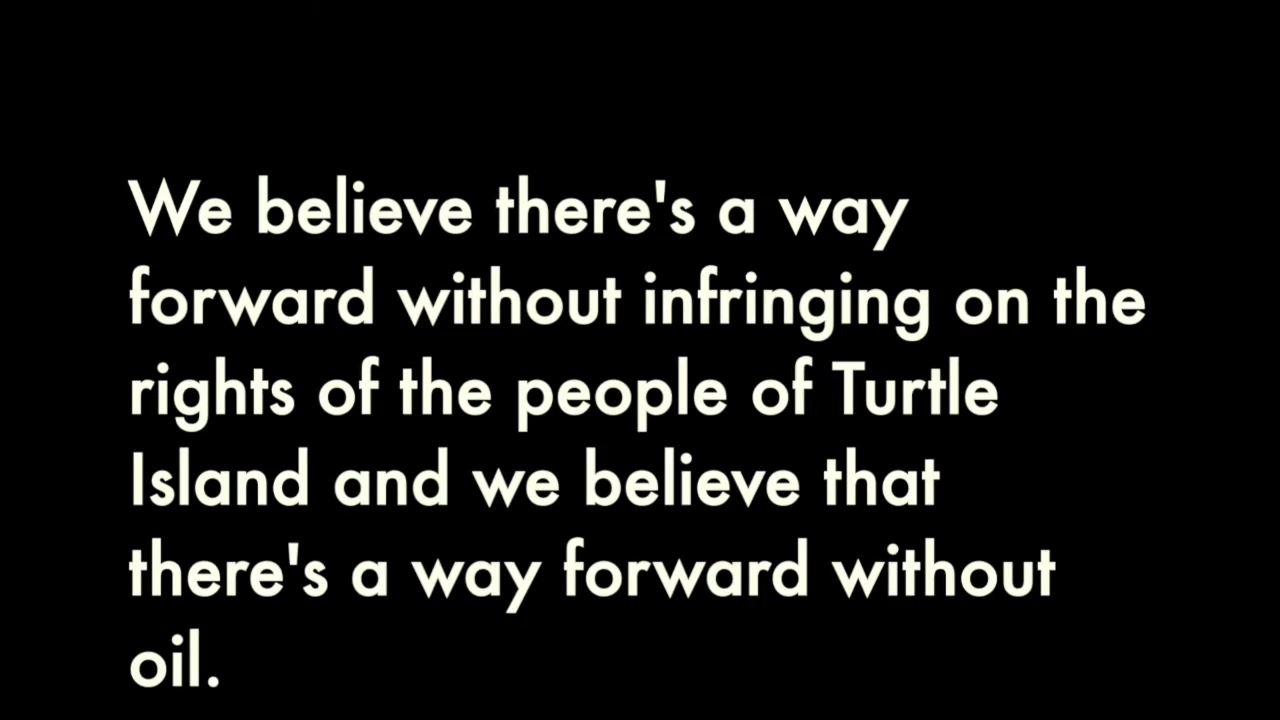 We believe there's a way
forward without infringing on the
rights of the people of Turtle
Island and we believe that
there's a way forward without
oil.